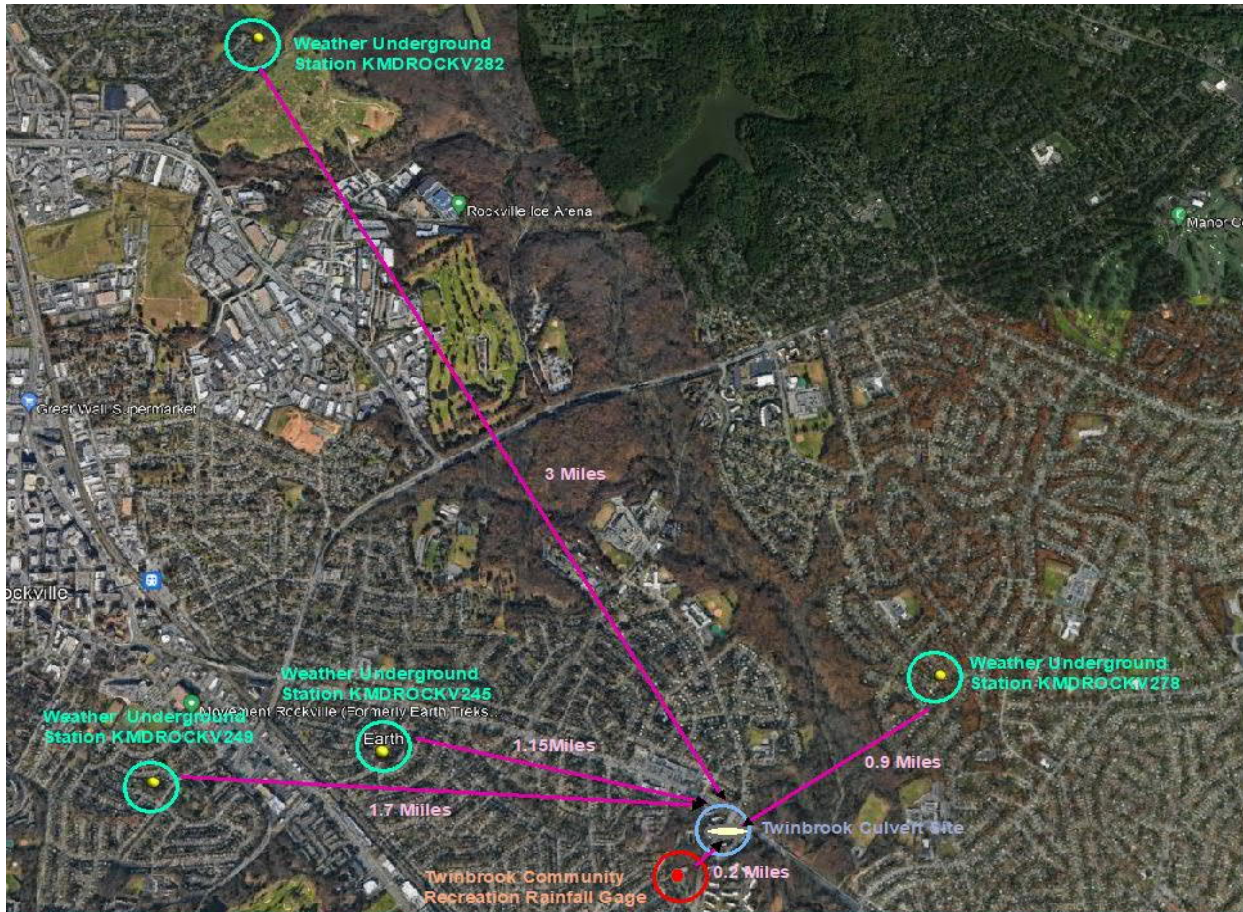 Weather Underground
Station KMDROCKV282
Rockville Ice Arena
Manor Co
Great Wall Supermarket
3 Miles
ockville
Weather Underground
Station KMDROCKV245
Weather Underground
Station KMDROCKV278
Movement Rockville (Formerly Earth Treks...
Weather Underground
Station KMDROCKV249
Earth
1.15Miles
0.9 Miles
1.7 Miiles
Twinbrook Culvert Site
0.2 Miles
Twinbrook Community
Recreation Rainfall Gage